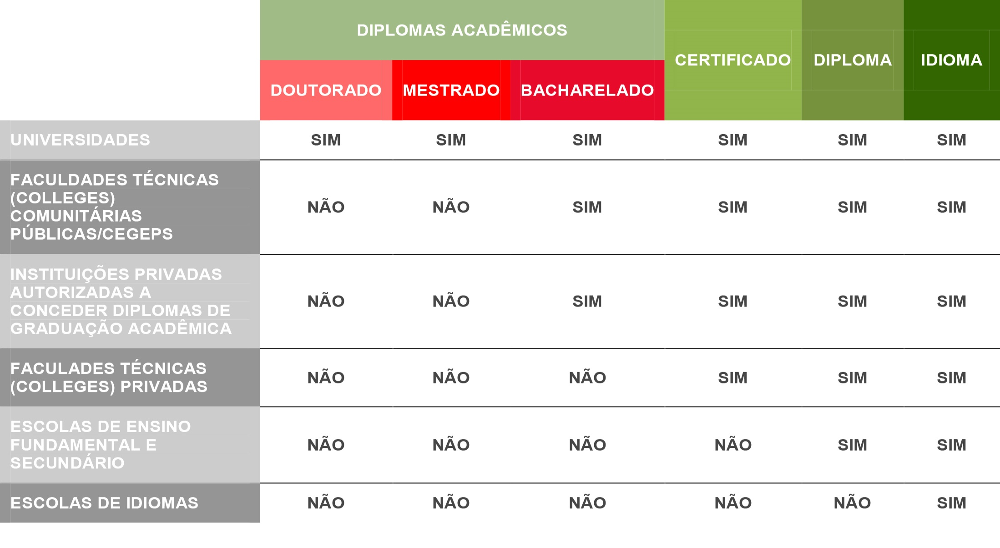 DIPLOMAS ACADÊMICOS
CERTIFICADO DIPLOMA IDIOMA
DOUTORADO MESTRADO BACHARELADO
UNIVERSIDADES SIM SIM SIM SIM SIM SIM
FACULDADES TÉCNICAS
(COLLEGES)
COMUNITÁRIAS
PÚBLICAS/CEGEPS
NÃO NÃO SIM SIM SIM SIM
INSTITUIÇÕES PRIVADAS
AUTORIZADAS A
CONCEDER DIPLOMAS DE
GRADUAÇÃO ACADÊMICA
NÃO NÃO SIM SIM SIM SIM
FACULADES TÉCNICAS
(COLLEGES) PRIVADAS
NÃO NÃO NÃO SIM SIM SIM
ESCOLAS DE ENSINO
FUNDAMENTAL E
SECUNDÁRIO
NÃO NÃO NÃO NÃO SIM SIM
ESCOLAS DE IDIOMAS NÃO NÃO NÃO NÃO NÃO SIM